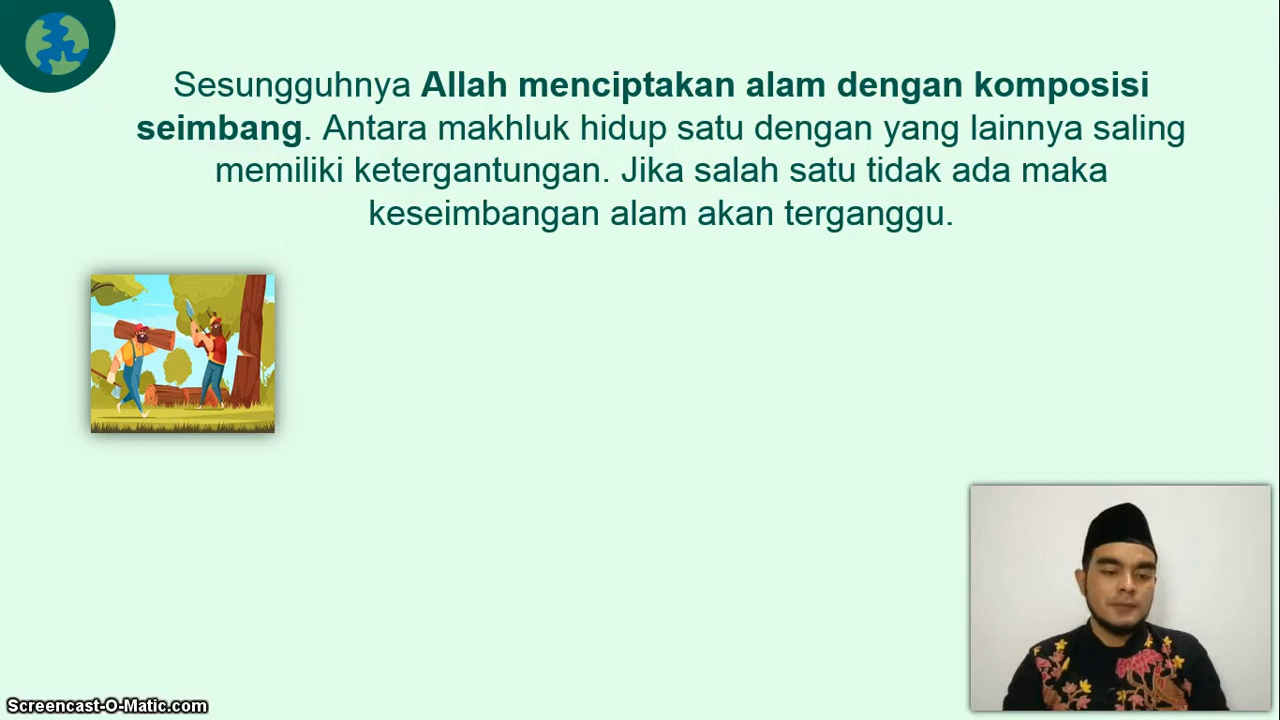 Sesungguhnya Allah menciptakan alam dengan komposisi
seimbang. Antara makhluk hidup satu dengan yang lainnya saling
memiliki ketergantungan. Jika salah satu tidak ada maka
keseimbangan alam akan terganggu.
Screencast-O-Matic.com